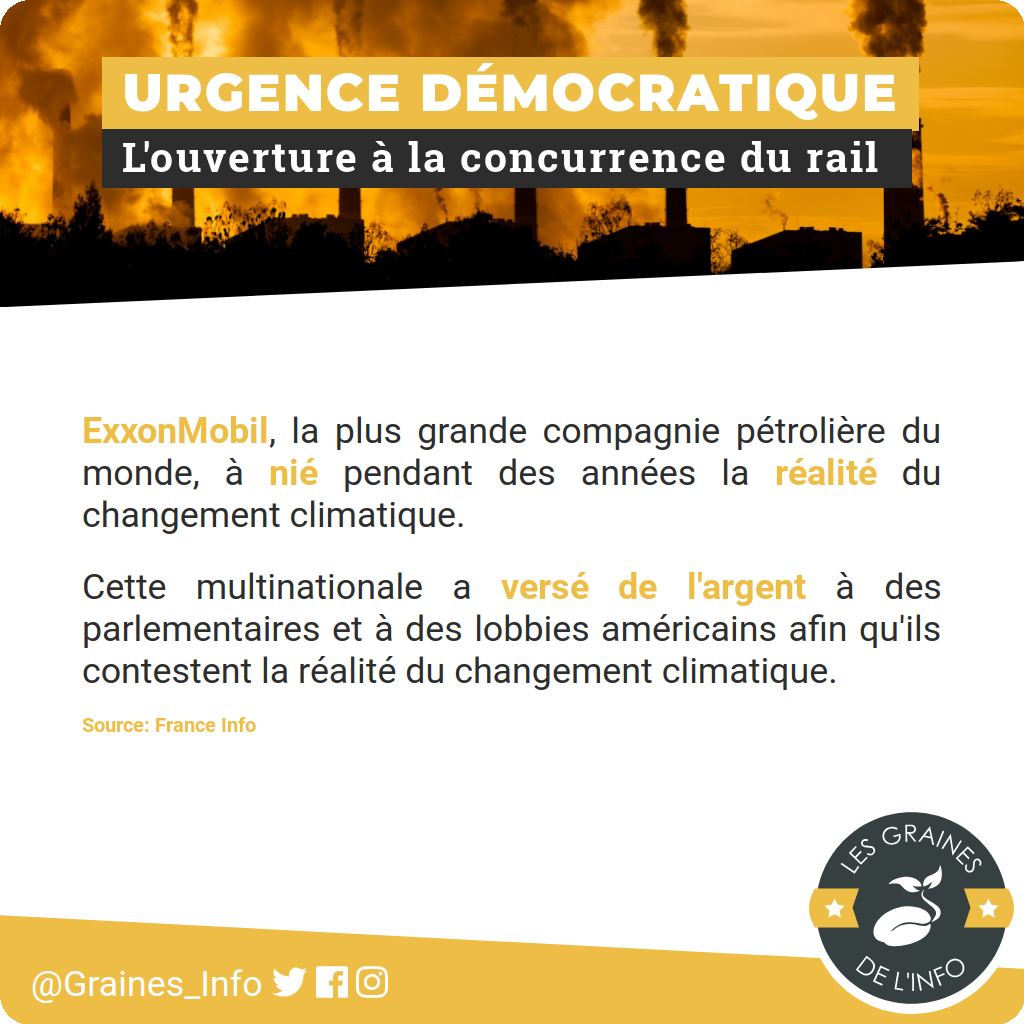 URGENCE DÉMOCRATIQUE
L'ouverture à la concurrence du rail
ExxonMobil, la plus grande compagnie pétrolière du
monde, à nié pendant des années la réalité du
changement climatique.
Cette multinationale a versé de l'argent à des
parlementaires et à des lobbies américains afin qu'ils
contestent la réalité du changement climatique.
Source: France Info
LES GRAINES
DE L'INFO
@Graines_Info